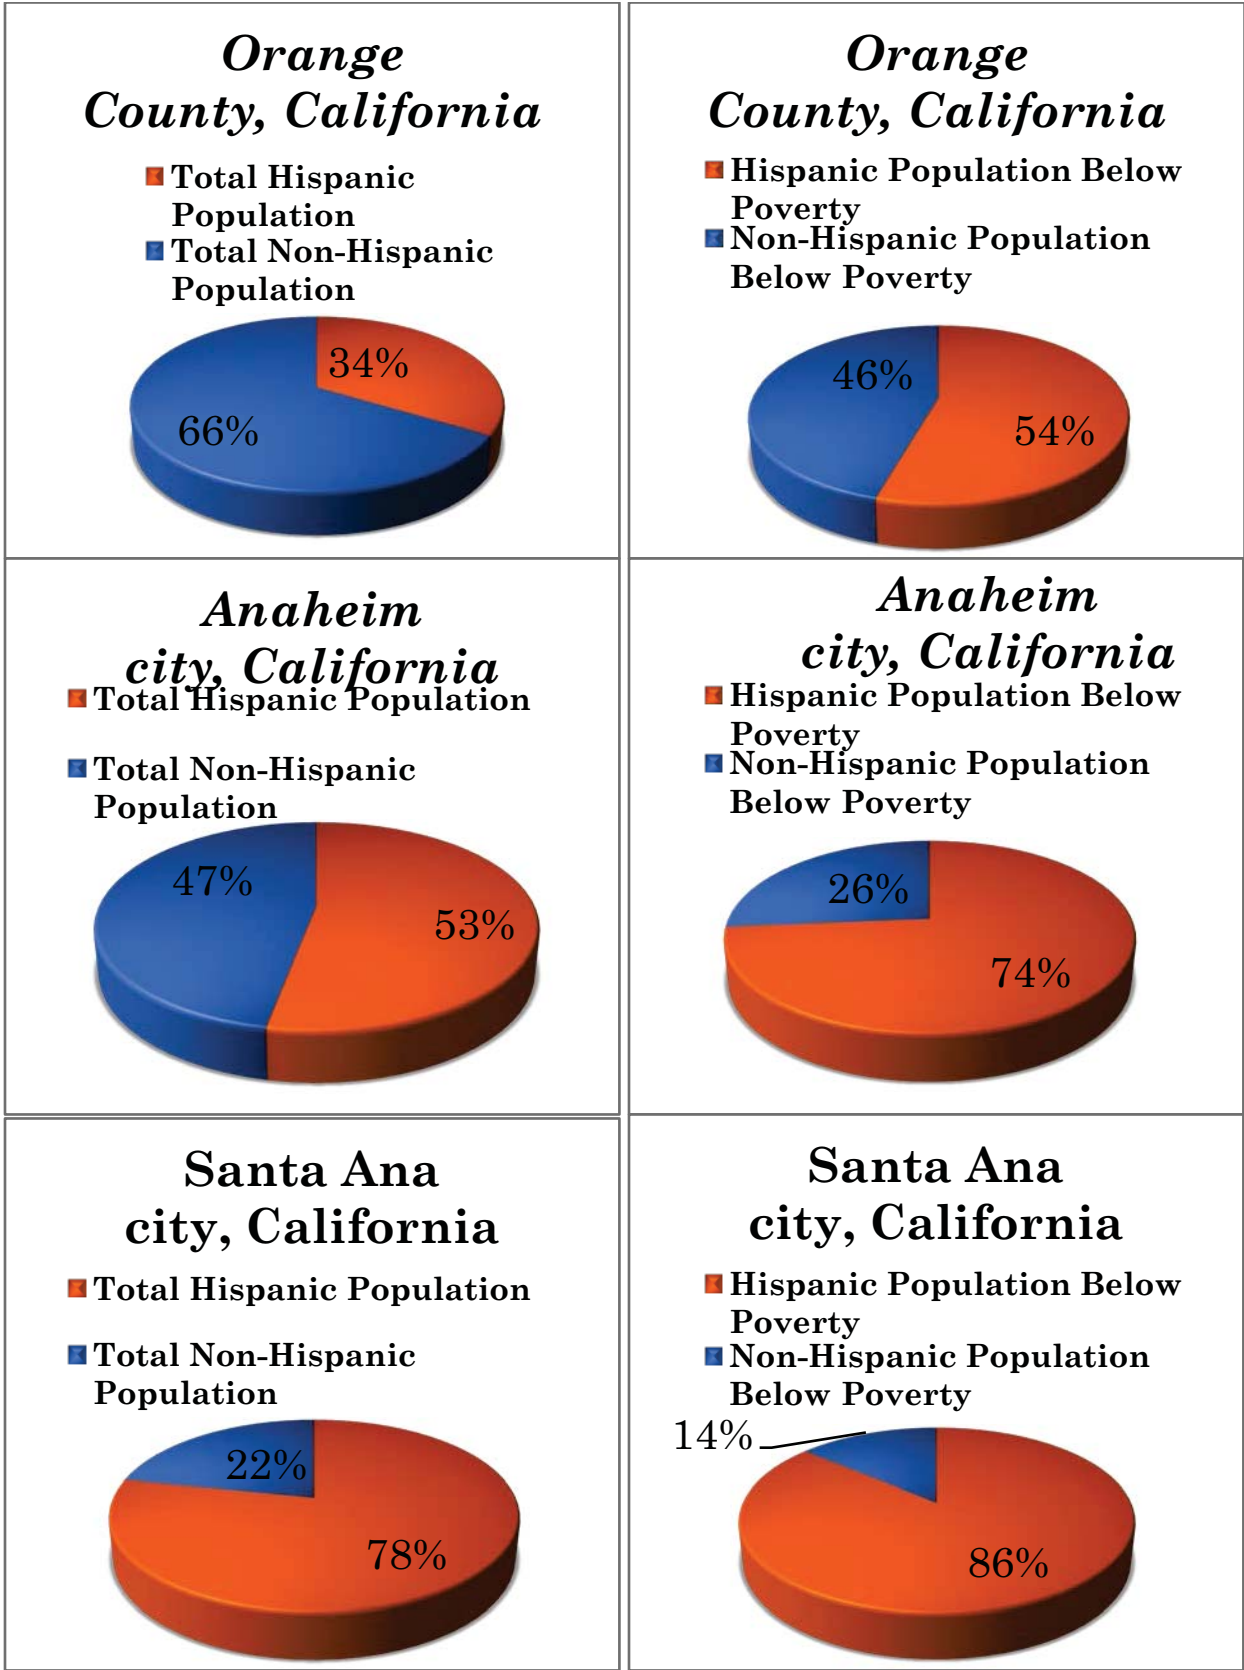 Orange
County, California
Total Hispanic
Population
Total Non-Hispanic
Population
34%
66%
Orange
County, California
Hispanic Population Below
Poverty
Non-Hispanic Population
Below Poverty
46%
54%
Anaheim
city, California
Total Hispanic Population
Total Non-Hispanic
Population
47%
53%
Anaheim
city, California
Hispanic Population Below
Poverty
Non-Hispanic Population
Below Poverty
26%
74%
Santa Ana
city, California
Total Hispanic Population
Total Non-Hispanic
Population
22%
78%
Santa Ana
city, California
Hispanic Population Below
Poverty
Non-Hispanic Population
Below Poverty
14%
86%